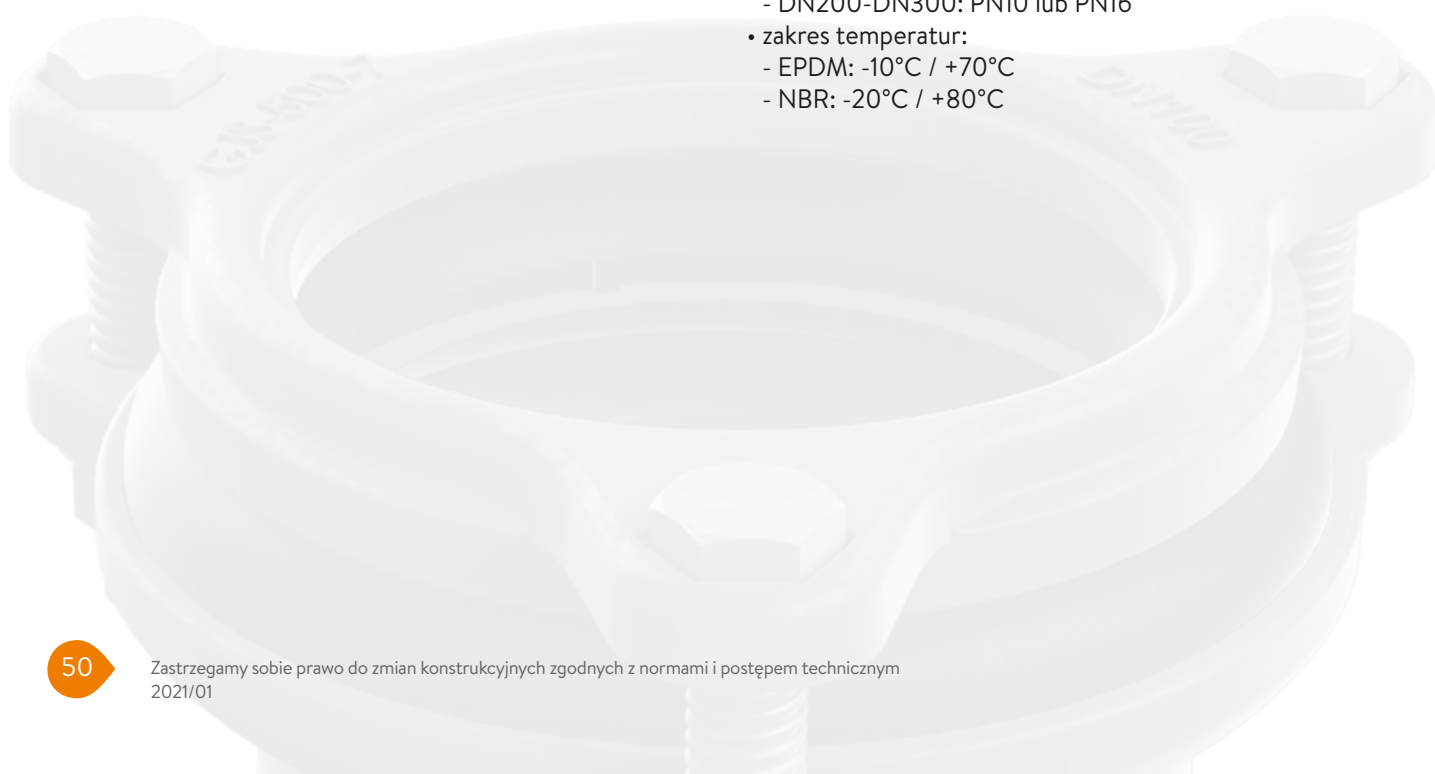 - DN200-DN300: PN10 lub PN16
• zakres temperatur:
- EPDM: -10°C / +70°C
- NBR: -20°C / +80°C
DN100
50
Zastrzegamy sobie prawo do zmian konstrukcyjnych zgodnych z normami i postępem technicznym
2021/01